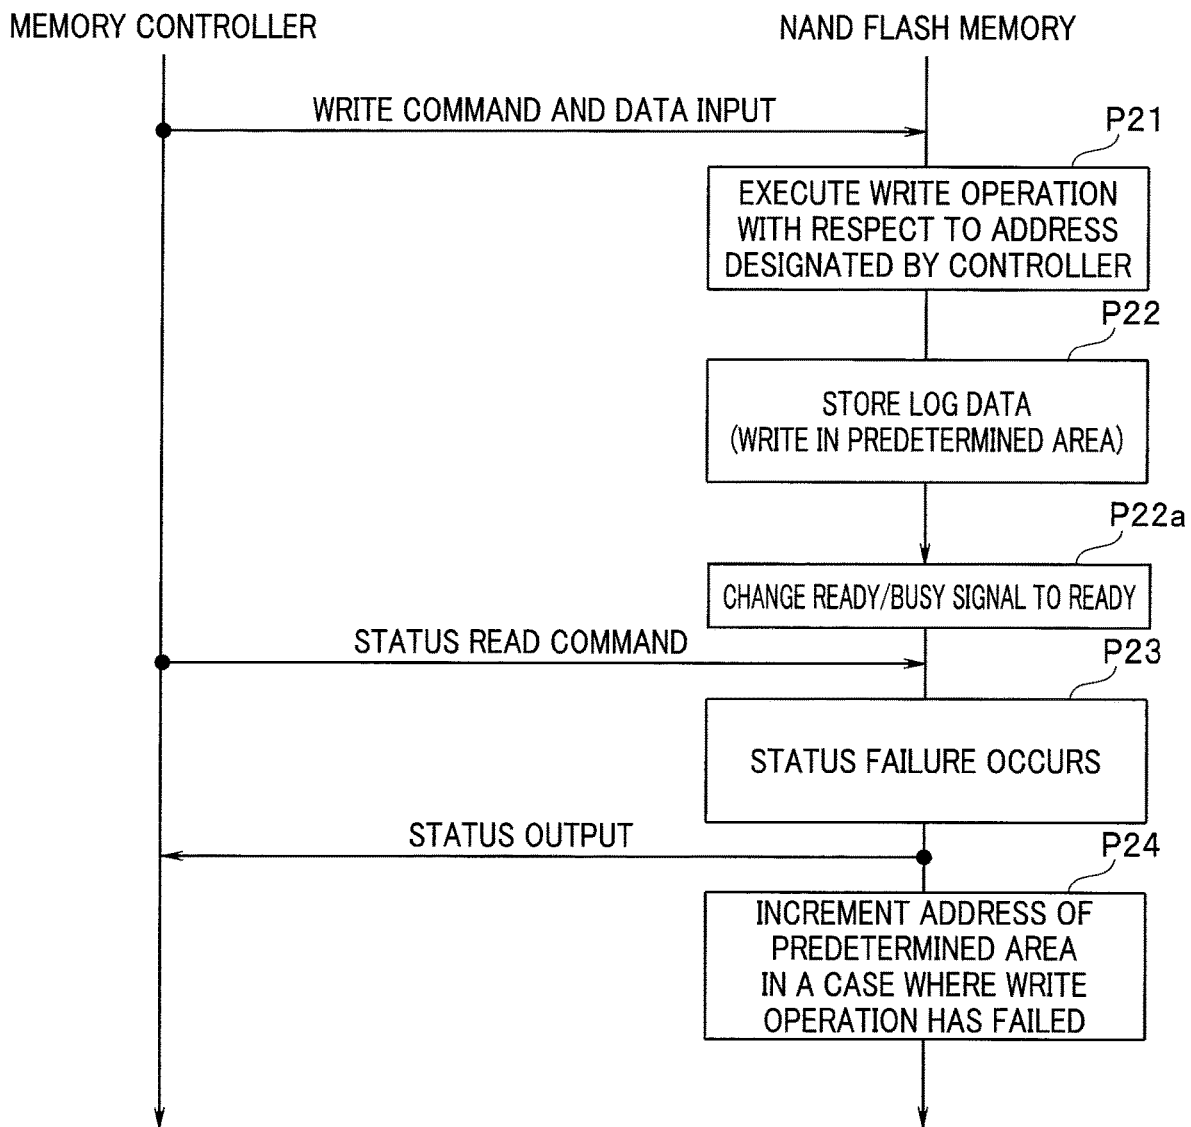 MEMORY CONTROLLER
NAND FLASH MEMORY
WRITE COMMAND AND DATA INPUT
P21
EXECUTE WRITE OPERATION
WITH RESPECT TO ADDRESS
DESIGNATED BY CONTROLLER
P22
STORE LOG DATA
(WRITE IN PREDETERMINED AREA)
P22a
CHANGE READY/BUSY SIGNAL TO READY
STATUS READ COMMAND
P23
STATUS FAILURE OCCURS
STATUS OUTPUT
P24
INCREMENT ADDRESS OF
PREDETERMINED AREA
IN A CASE WHERE WRITE
OPERATION HAS FAILED